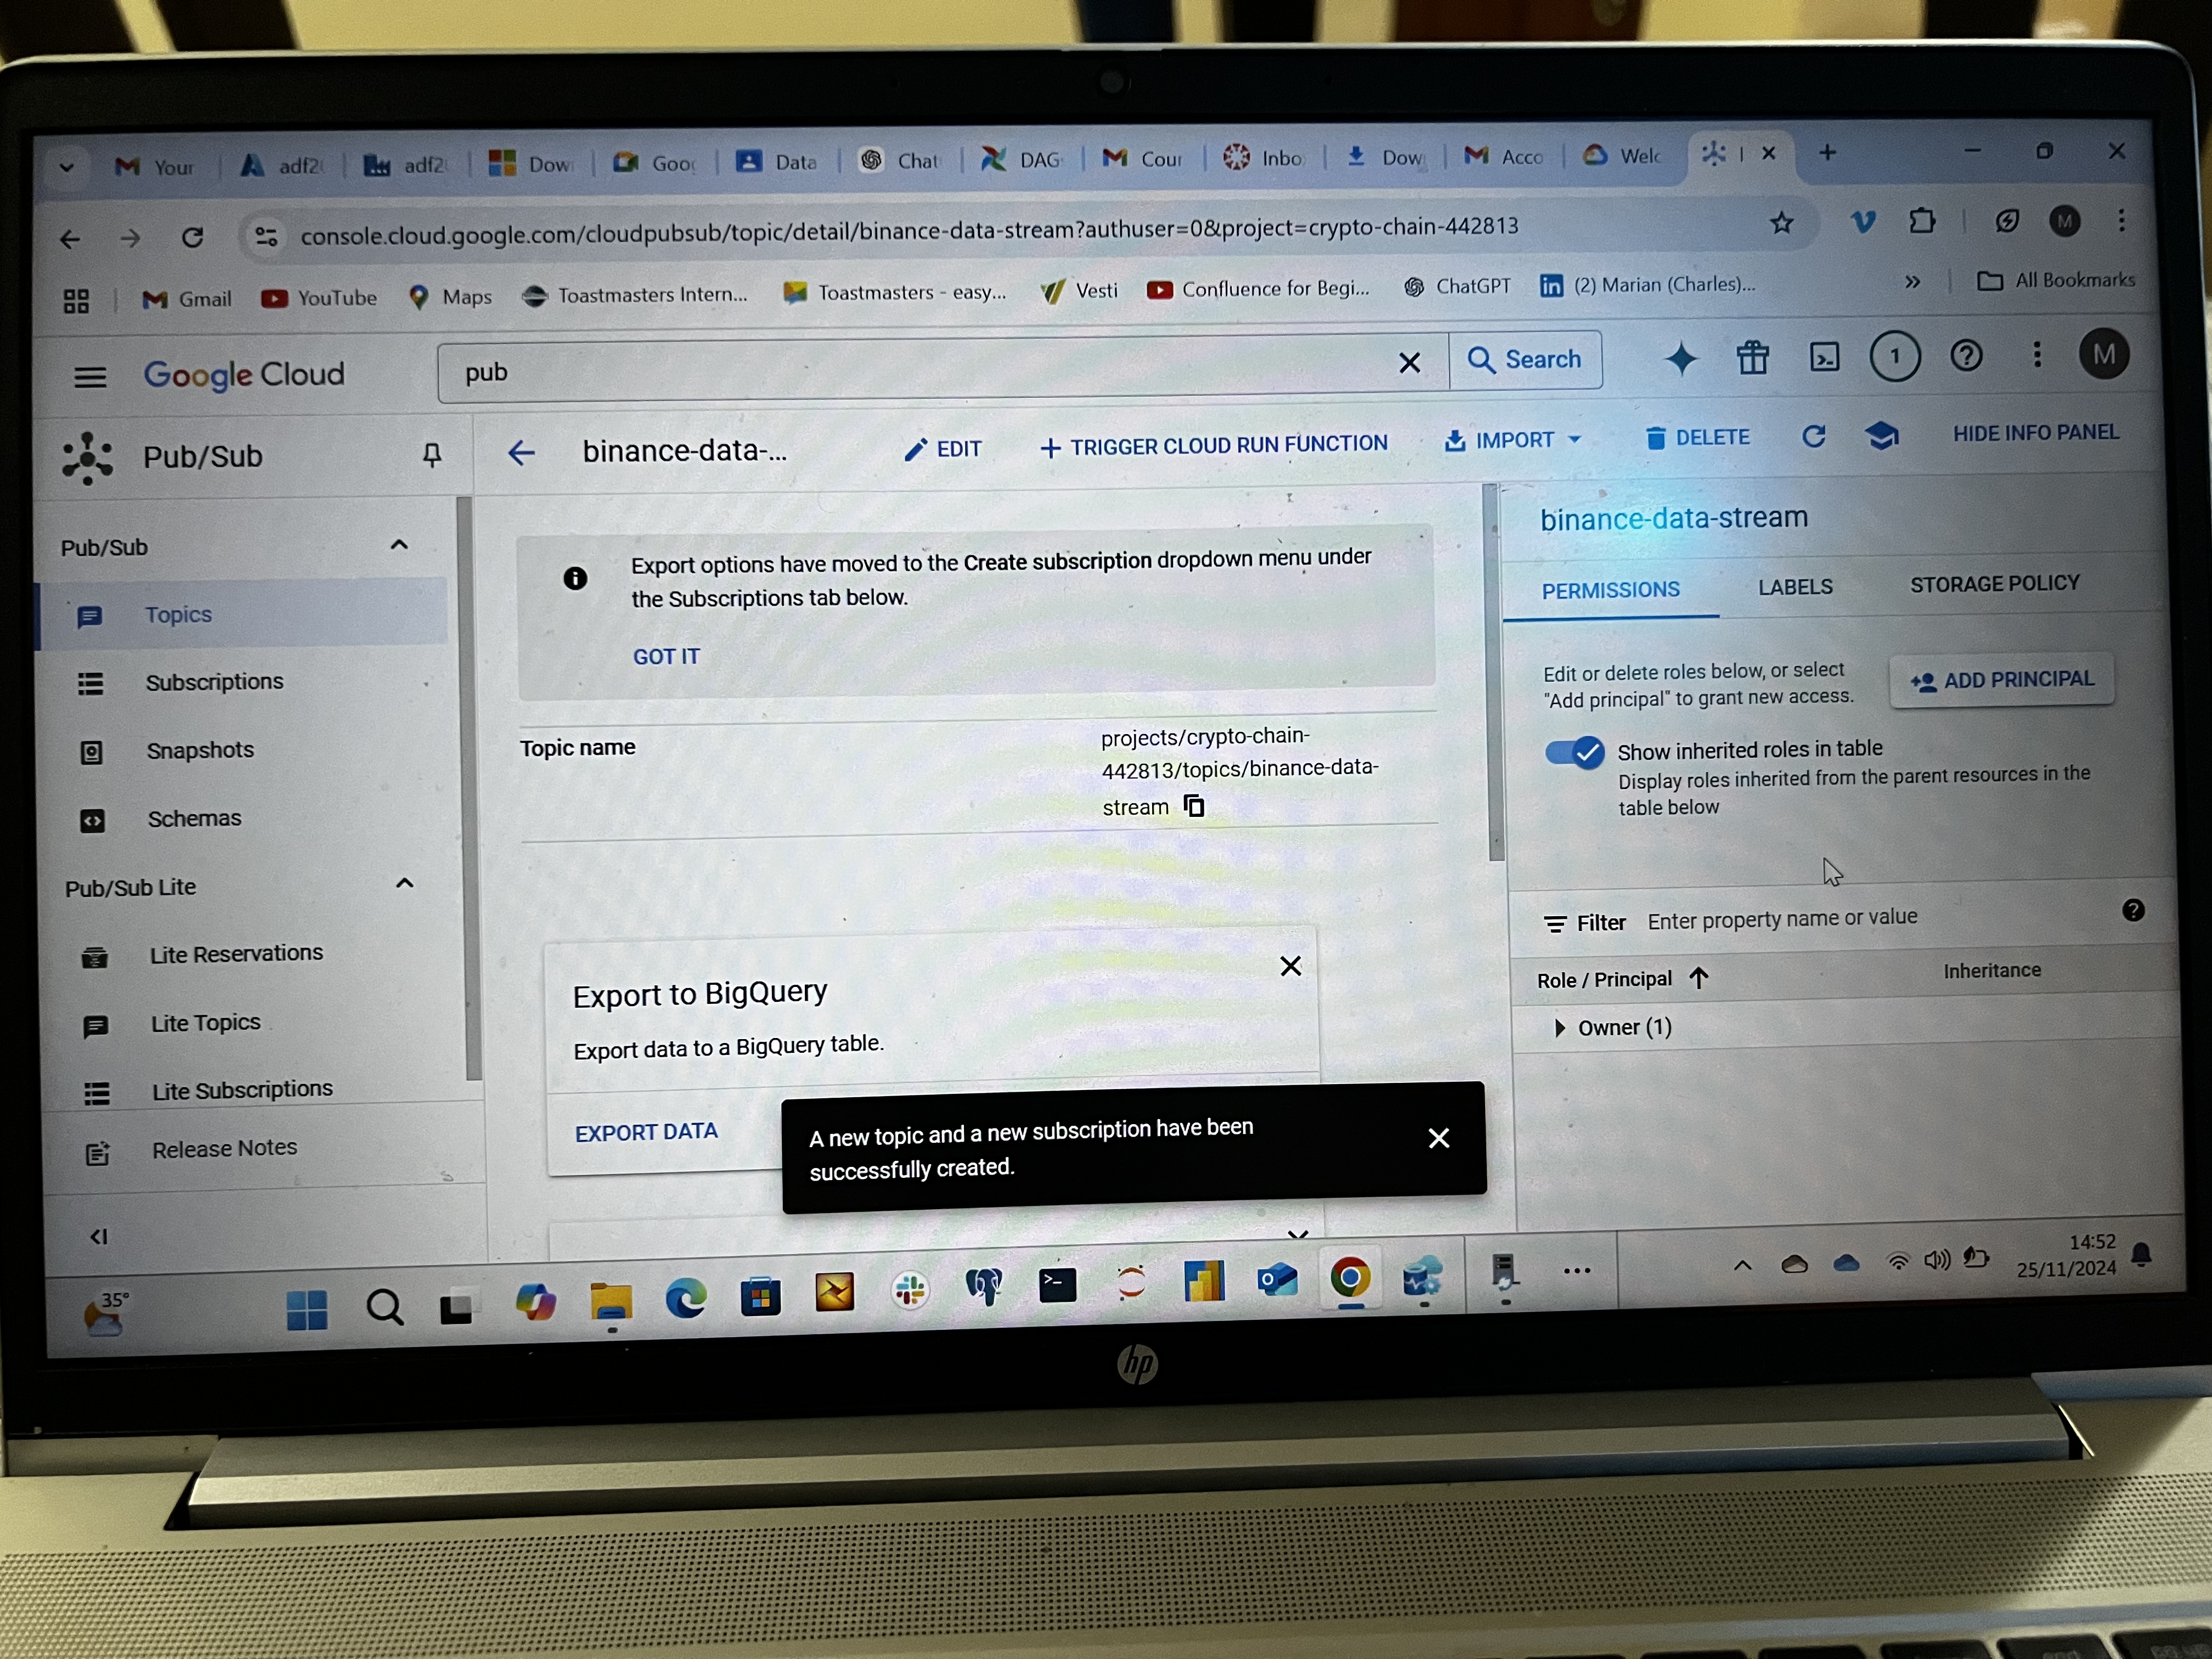 Your
adf2
adf2
Dow
Goo
Data
Chat
DAG
Cour
Inbo
Dow
Acco
Welc
console.cloud.google.com/cloudpubsub/topic/detail/binance-data-stream?authuser=0&project=crypto-chain-442813
M
Gmail
YouTube
Maps
Toastmasters Intern...
Toastmasters - easy...
Vesti
Confluence for Begi...
ChatGPT
(2) Marian (Charles)...
»
All Bookmarks
Google Cloud
pub
Search
1
M
Pub/Sub
binance-data-...
EDIT
+ TRIGGER CLOUD RUN FUNCTION
IMPORT
DELETE
HIDE INFO PANEL
Pub/Sub
Topics
Subscriptions
Snapshots
Schemas
Pub/Sub Lite
Lite Reservations
Lite Topics
Lite Subscriptions
Release Notes
Export options have moved to the Create subscription dropdown menu under
the Subscriptions tab below.
GOT IT
Topic name
projects/crypto-chain-
442813/topics/binance-data-
stream
Export to BigQuery
Export data to a BigQuery table.
EXPORT DATA
A new topic and a new subscription have been
successfully created.
binance-data-stream
PERMISSIONS
LABELS
STORAGE POLICY
Edit or delete roles below, or select
"Add principal" to grant new access.
ADD PRINCIPAL
Show inherited roles in table
Display roles inherited from the parent resources in the
table below
Filter
Enter property name or value
Role / Principal
Inheritance
Owner (1)
35°
14:52
25/11/2024
hp